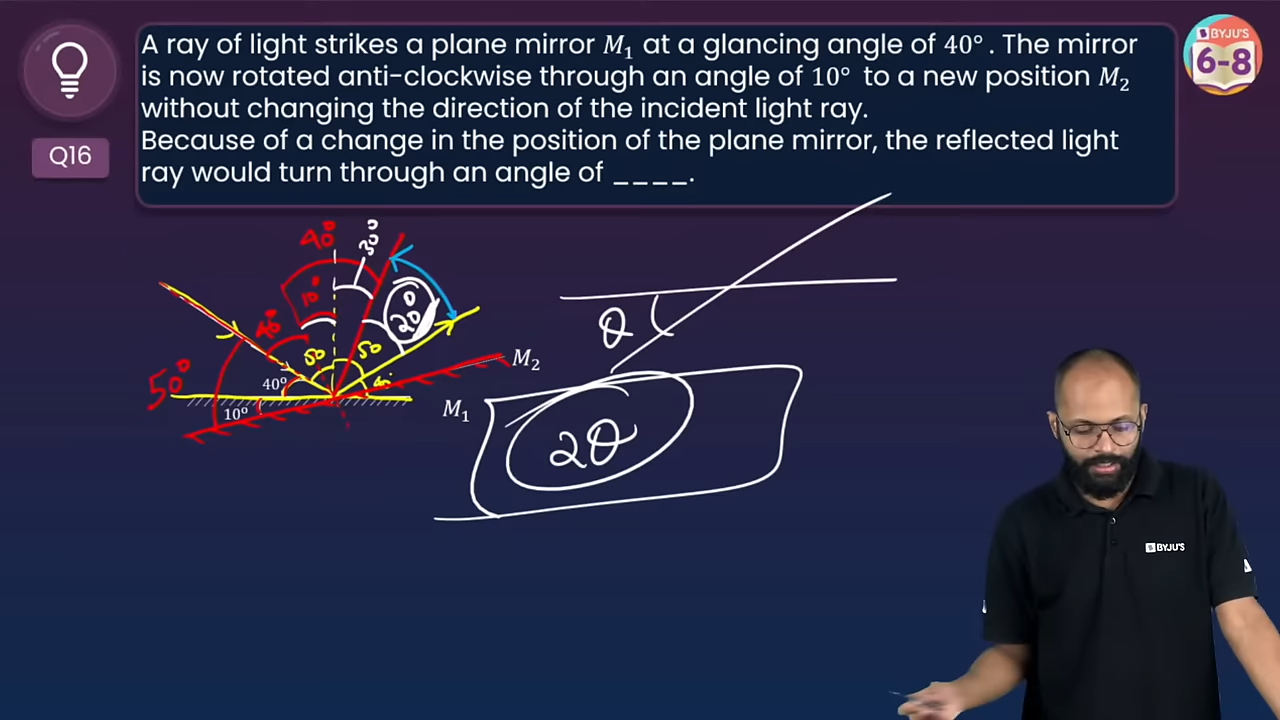 A ray of light strikes a plane mirror M₁ at a glancing angle of 40°. The mirror
is now rotated anti-clockwise through an angle of 10° to a new position M₂
without changing the direction of the incident light ray.
Because of a change in the position of the plane mirror, the reflected light
ray would turn through an angle of ____.
BYJU'S
6-8
Q16
40°
30°
10°
20°
40°
50
50
50°
40°
40°
10°
M₂
M₁
θ
2θ
BYJU'S